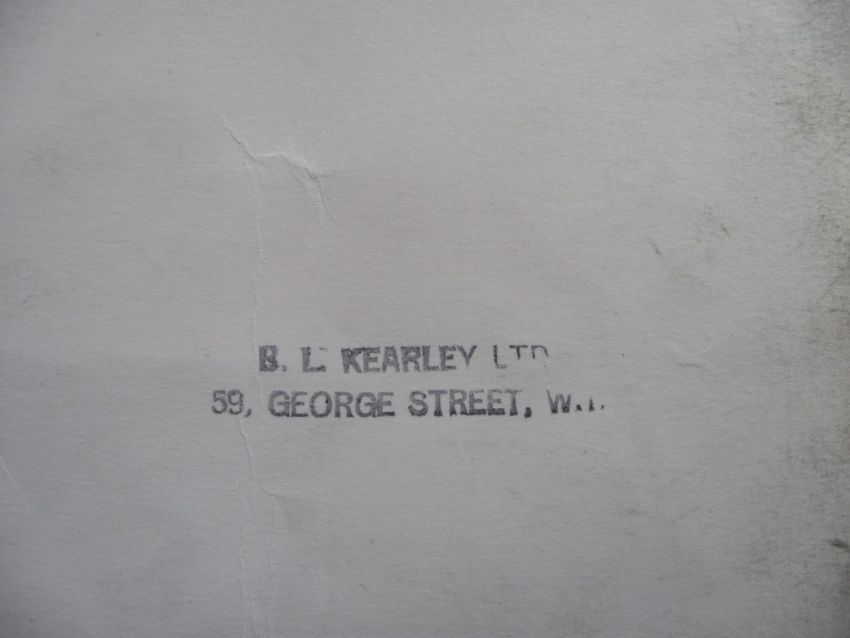 B. L. KEARLEY LTD
59, GEORGE STREET, W.1.